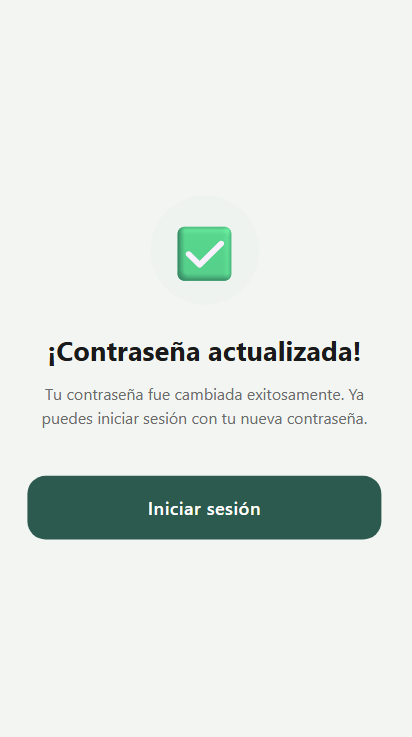 ¡Contraseña actualizada!
Tu contraseña fue cambiada exitosamente. Ya
puedes iniciar sesión con tu nueva contraseña.
Iniciar sesión